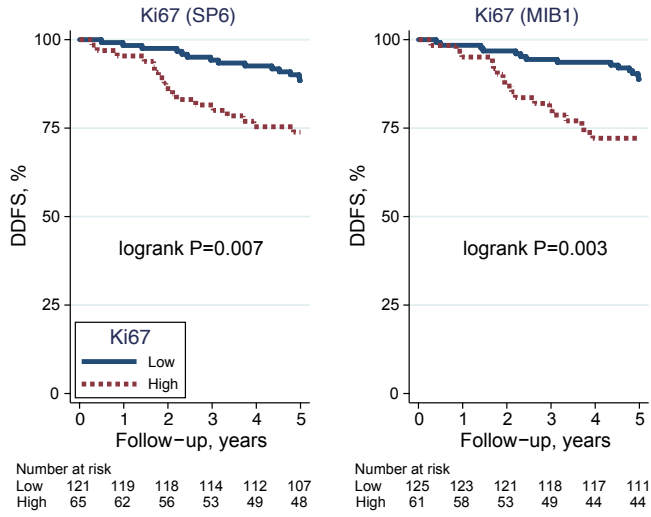 Ki67 (SP6)
DDFS, %
100
75
50
25
0
logrank P=0.007
Ki67
Low
High
0 1 2 3 4 5
Follow−up, years
Number at risk
Low 121 119 118 114 112 107
High 65 62 56 53 49 48
Ki67 (MIB1)
DDFS, %
100
75
50
25
0
logrank P=0.003
0 1 2 3 4 5
Follow−up, years
Number at risk
Low 125 123 121 118 117 111
High 61 58 53 49 44 44